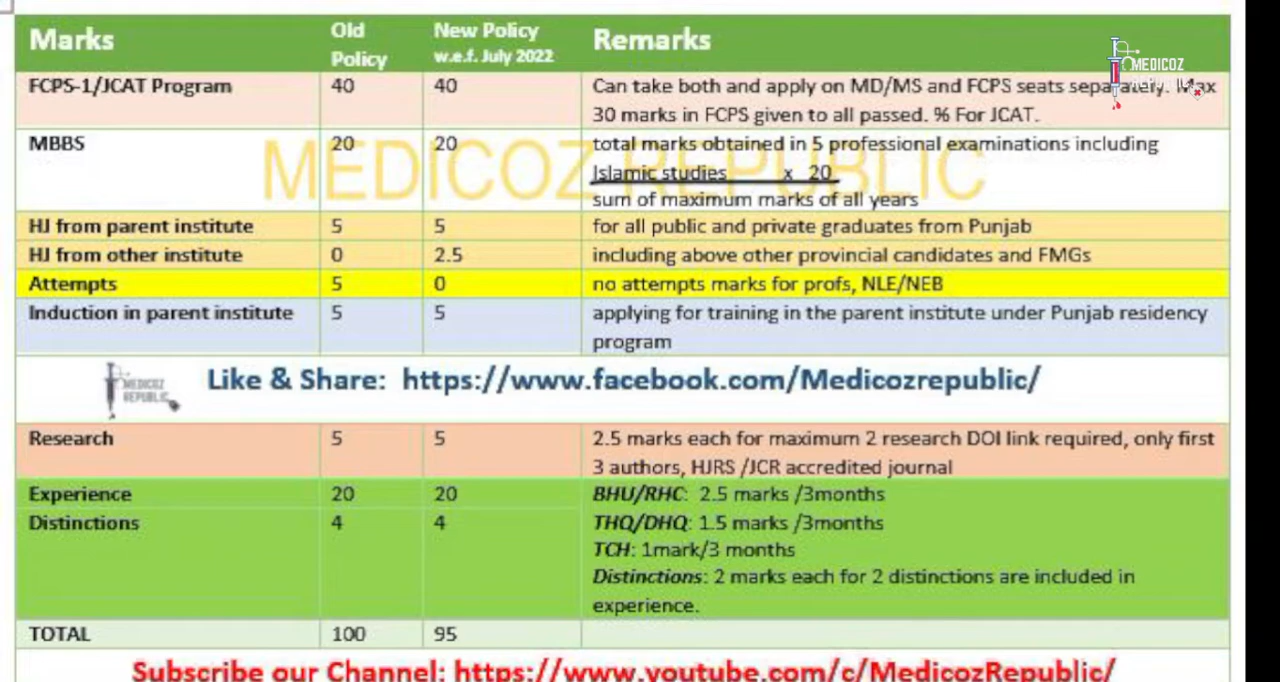 Marks Old Policy New Policy w.e.f. July 2022 Remarks
FCPS-1/JCAT Program 40 40 Can take both and apply on MD/MS and FCPS seats separately. Max
30 marks in FCPS given to all passed. % For JCAT.
MBBS 20 20 total marks obtained in 5 professional examinations including
Islamic studies x 20
sum of maximum marks of all years
HJ from parent institute 5 5 for all public and private graduates from Punjab
HJ from other institute 0 2.5 including above other provincial candidates and FMGs
Attempts 5 0 no attempts marks for profs, NLE/NEB
Induction in parent institute 5 5 applying for training in the parent institute under Punjab residency
program
MEDICOZ REPUBLIC
MEDICOZ
REPUBLIC
MEDICOZ
REPUBLIC
Like & Share: https://www.facebook.com/Medicozrepublic/
Research 5 5 2.5 marks each for maximum 2 research DOI link required, only first
3 authors, HJRS /JCR accredited journal
Experience 20 20 BHU/RHC: 2.5 marks /3months
Distinctions 4 4 THQ/DHQ: 1.5 marks /3months
TCH: 1mark/3 months
Distinctions: 2 marks each for 2 distinctions are included in
experience.
TOTAL 100 95
Subscribe our Channel: https://www.youtube.com/c/MedicozRepublic/